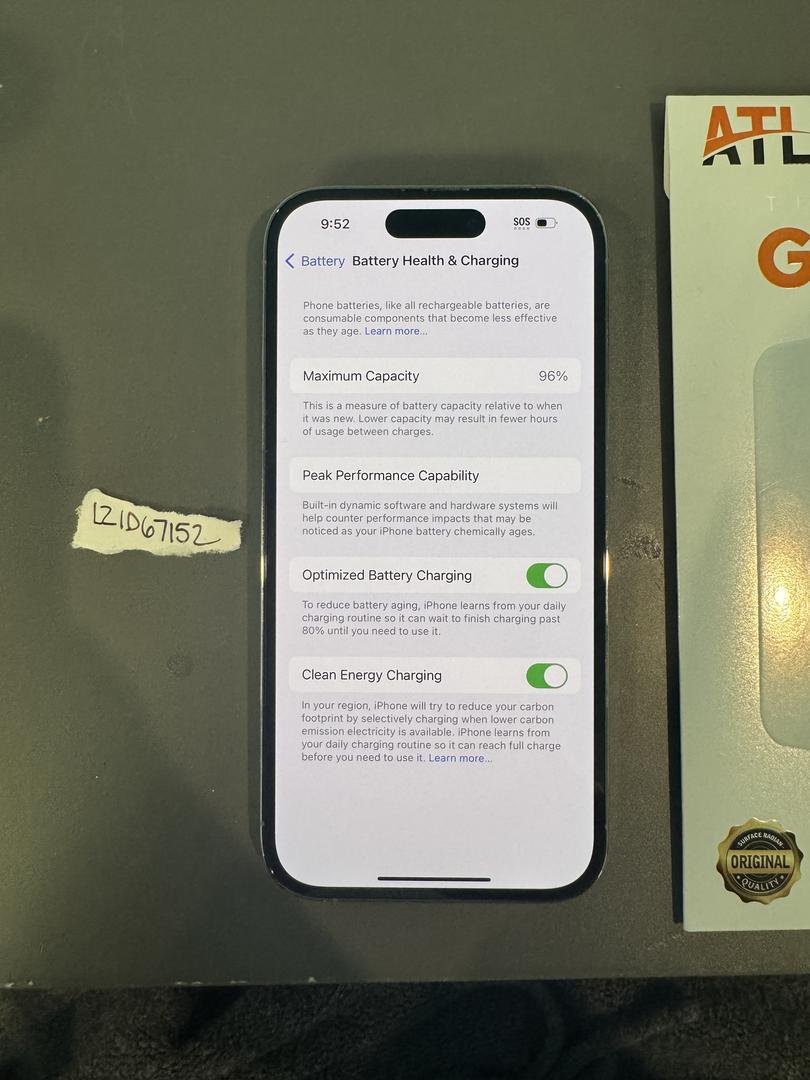 9:52
SOS
Battery
Battery Health & Charging
Phone batteries, like all rechargeable batteries, are
consumable components that become less effective
as they age. Learn more...
Maximum Capacity 96%
This is a measure of battery capacity relative to when
it was new. Lower capacity may result in fewer hours
of usage between charges.
Peak Performance Capability
Built-in dynamic software and hardware systems will
help counter performance impacts that may be
noticed as your iPhone battery chemically ages.
Optimized Battery Charging
To reduce battery aging, iPhone learns from your daily
charging routine so it can wait to finish charging past
80% until you need to use it.
Clean Energy Charging
In your region, iPhone will try to reduce your carbon
footprint by selectively charging when lower carbon
emission electricity is available. iPhone learns from
your daily charging routine so it can reach full charge
before you need to use it. Learn more...
ATL
G
ORIGINAL
QUALITY